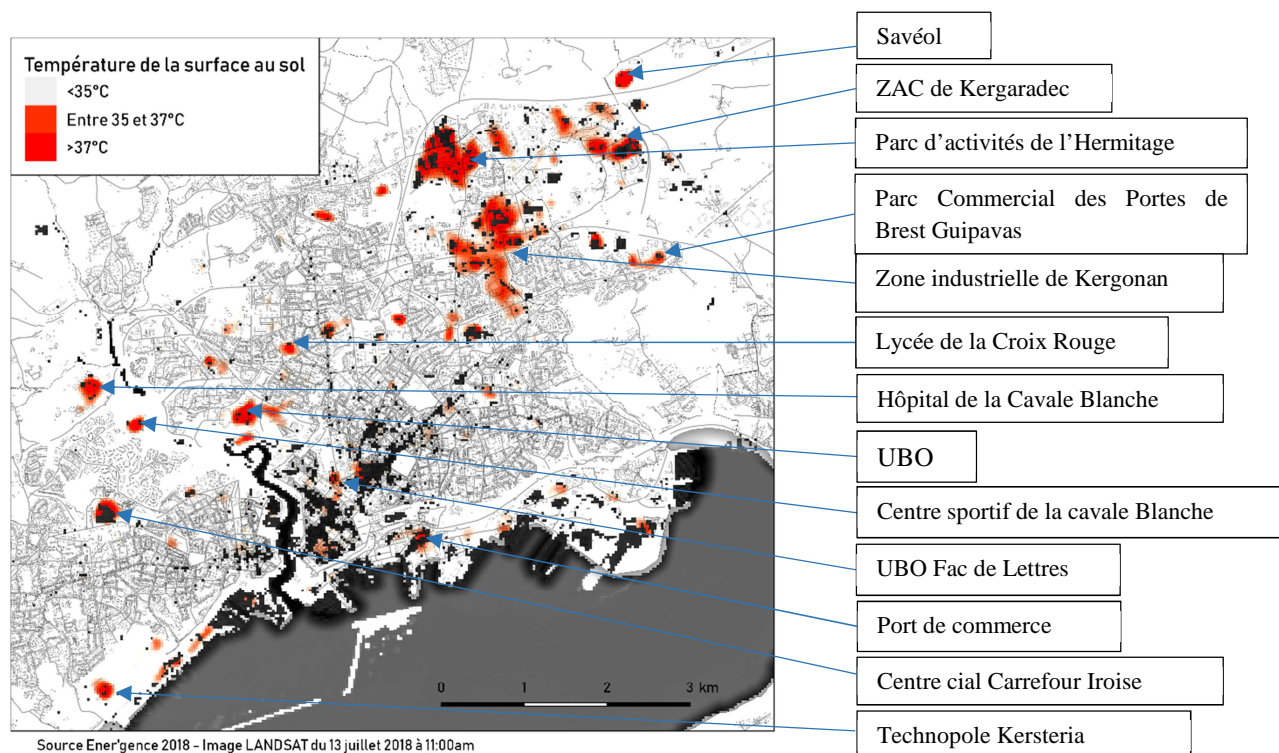 Température de la surface au sol
<35°C
Entre 35 et 37°C
>37°C
Savéol
ZAC de Kergaradec
Parc d’activités de l’Hermitage
Parc Commercial des Portes de
Brest Guipavas
Zone industrielle de Kergonan
Lycée de la Croix Rouge
Hôpital de la Cavale Blanche
UBO
Centre sportif de la cavale Blanche
UBO Fac de Lettres
Port de commerce
Centre cial Carrefour Iroise
Technopole Kersteria
0 1 2 3 km
Source Ener'gence 2018 - Image LANDSAT du 13 juillet 2018 à 11:00am